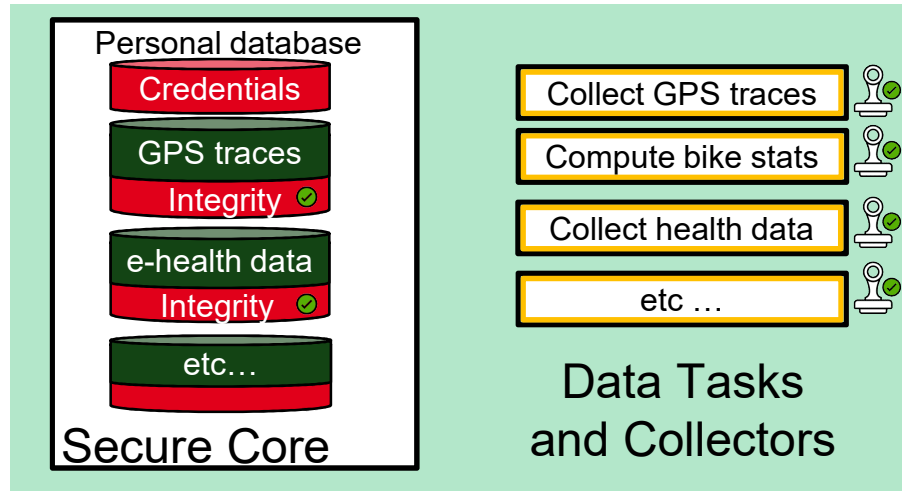 Personal database
Credentials
GPS traces
Integrity
e-health data
Integrity
etc…
Secure Core
Collect GPS traces
Compute bike stats
Collect health data
etc …
Data Tasks
and Collectors